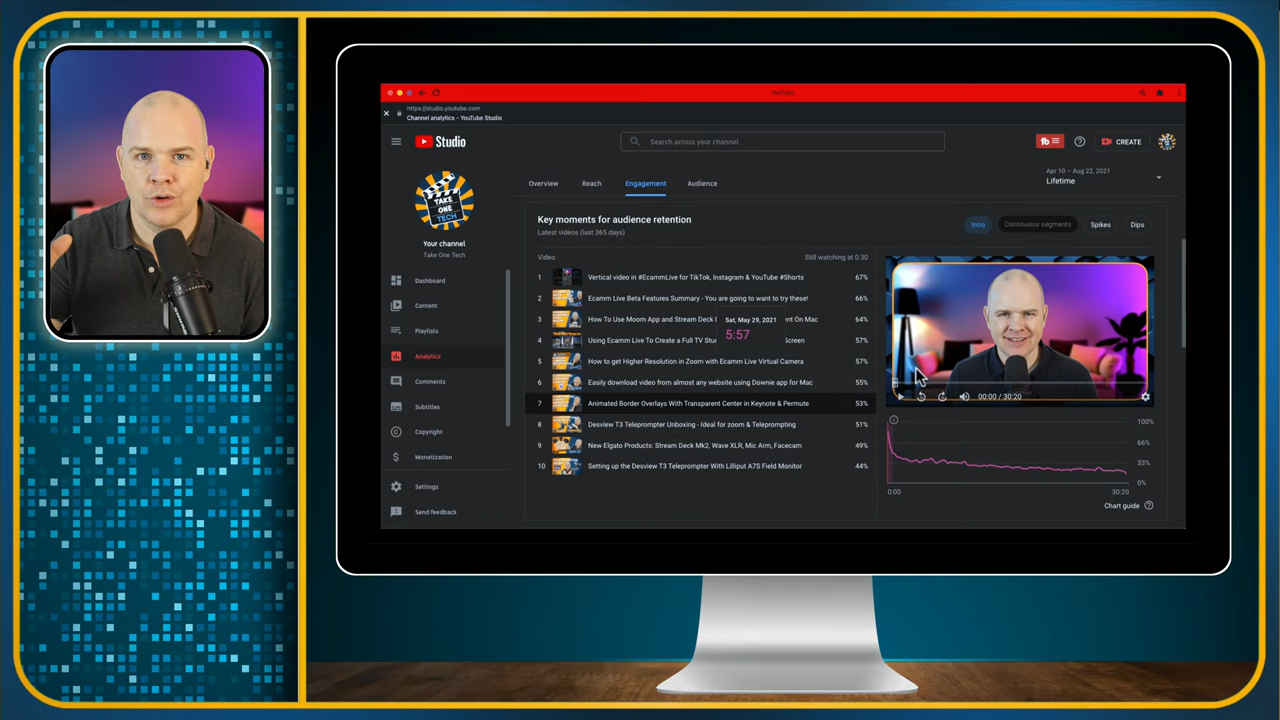 YouTube
https://studio.youtube.com
Channel analytics - YouTube Studio
Studio
Search across your channel
CREATE
TAKE
ONE
TECH
Your channel
Take One Tech
Dashboard
Content
Playlists
Analytics
Comments
Subtitles
Copyright
Monetization
Settings
Send feedback
Overview Reach Engagement Audience
Apr 10 – Aug 22, 2021
Lifetime
Key moments for audience retention
Latest videos (last 365 days)
Intro Continuous segments Spikes Dips
Video Still watching at 0:30
1 Vertical video in #EcammLive for TikTok, Instagram & YouTube #Shorts 67%
2 Ecamm Live Beta Features Summary - You are going to want to try these! 66%
3 How To Use Moom App and Stream Deck nt On Mac 64%
4 Using Ecamm Live To Create a Full TV Screen 57%
Sat, May 29, 2021
5:57
5 How to get Higher Resolution in Zoom with Ecamm Live Virtual Camera 57%
6 Easily download video from almost any website using Downie app for Mac 55%
7 Animated Border Overlays With Transparent Center in Keynote & Permute 53%
8 Desview T3 Teleprompter Unboxing - Ideal for zoom & Teleprompting 51%
9 New Elgato Products: Stream Deck Mk2, Wave XLR, Mic Arm, Facecam 49%
10 Setting up the Desview T3 Teleprompter With Lilliput A7S Field Monitor 44%
00:00 / 30:20
100%
66%
33%
0%
0:00 30:20
Chart guide